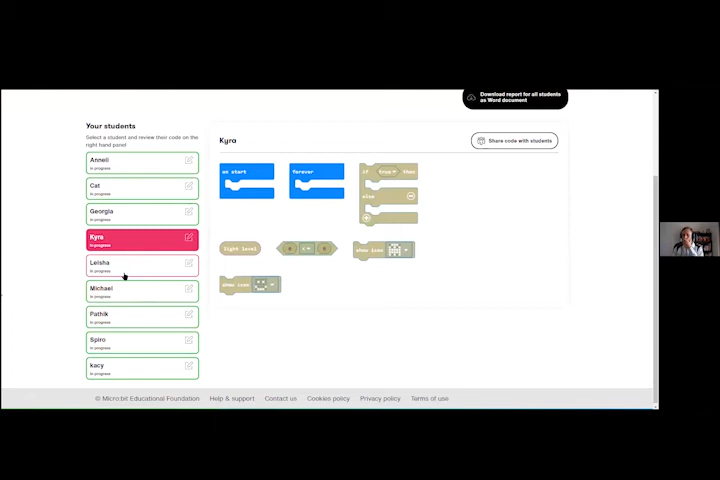 Download report for all students
as Word document
Your students
Select a student and review their code on the
right hand panel
Kyra
Share code with students
Anneli
In progress
Cat
In progress
Georgia
In progress
Kyra
In progress
Leisha
In progress
Michael
In progress
Pathik
In progress
Spiro
In progress
kacy
In progress
on start
forever
if true then
else
light level
0 < 0
show icon
show icon
© Micro:bit Educational Foundation Help & support Contact us Cookies policy Privacy policy Terms of use